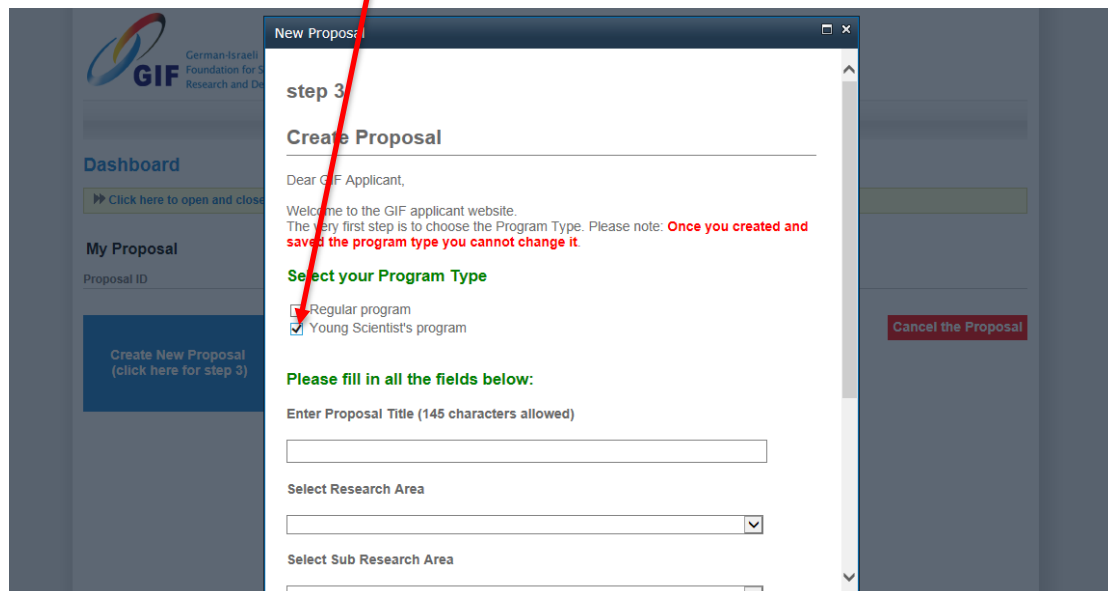 New Proposal
German-Israeli
GIF Foundation for S
Research and De
step 3
Create Proposal
Dashboard
Dear GIF Applicant,
Click here to open and close
Welcome to the GIF applicant website.
The very first step is to choose the Program Type. Please note: Once you created and
saved the program type you cannot change it.
My Proposal
Proposal ID
Select your Program Type
Regular program
Young Scientist's program
Cancel the Proposal
Create New Proposal
(click here for step 3)
Please fill in all the fields below:
Enter Proposal Title (145 characters allowed)
Select Research Area
Select Sub Research Area